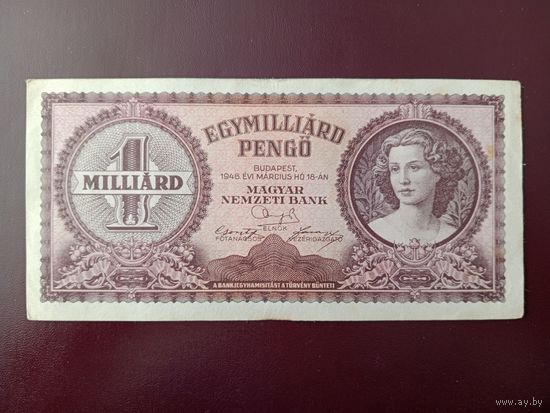 1
MILLIÁRD
EGYMILLIÁRD
PENGŐ
BUDAPEST,
1946. ÉVI MÁRCIUS HÓ 18-ÁN
MAGYAR
NEMZETI BANK
ELNÖK
FŐTANÁCSOS
VEZÉRIGAZGATÓ
A BANKJEGYHAMISÍTÁST A TÖRVÉNY BÜNTETI
www.ay.by